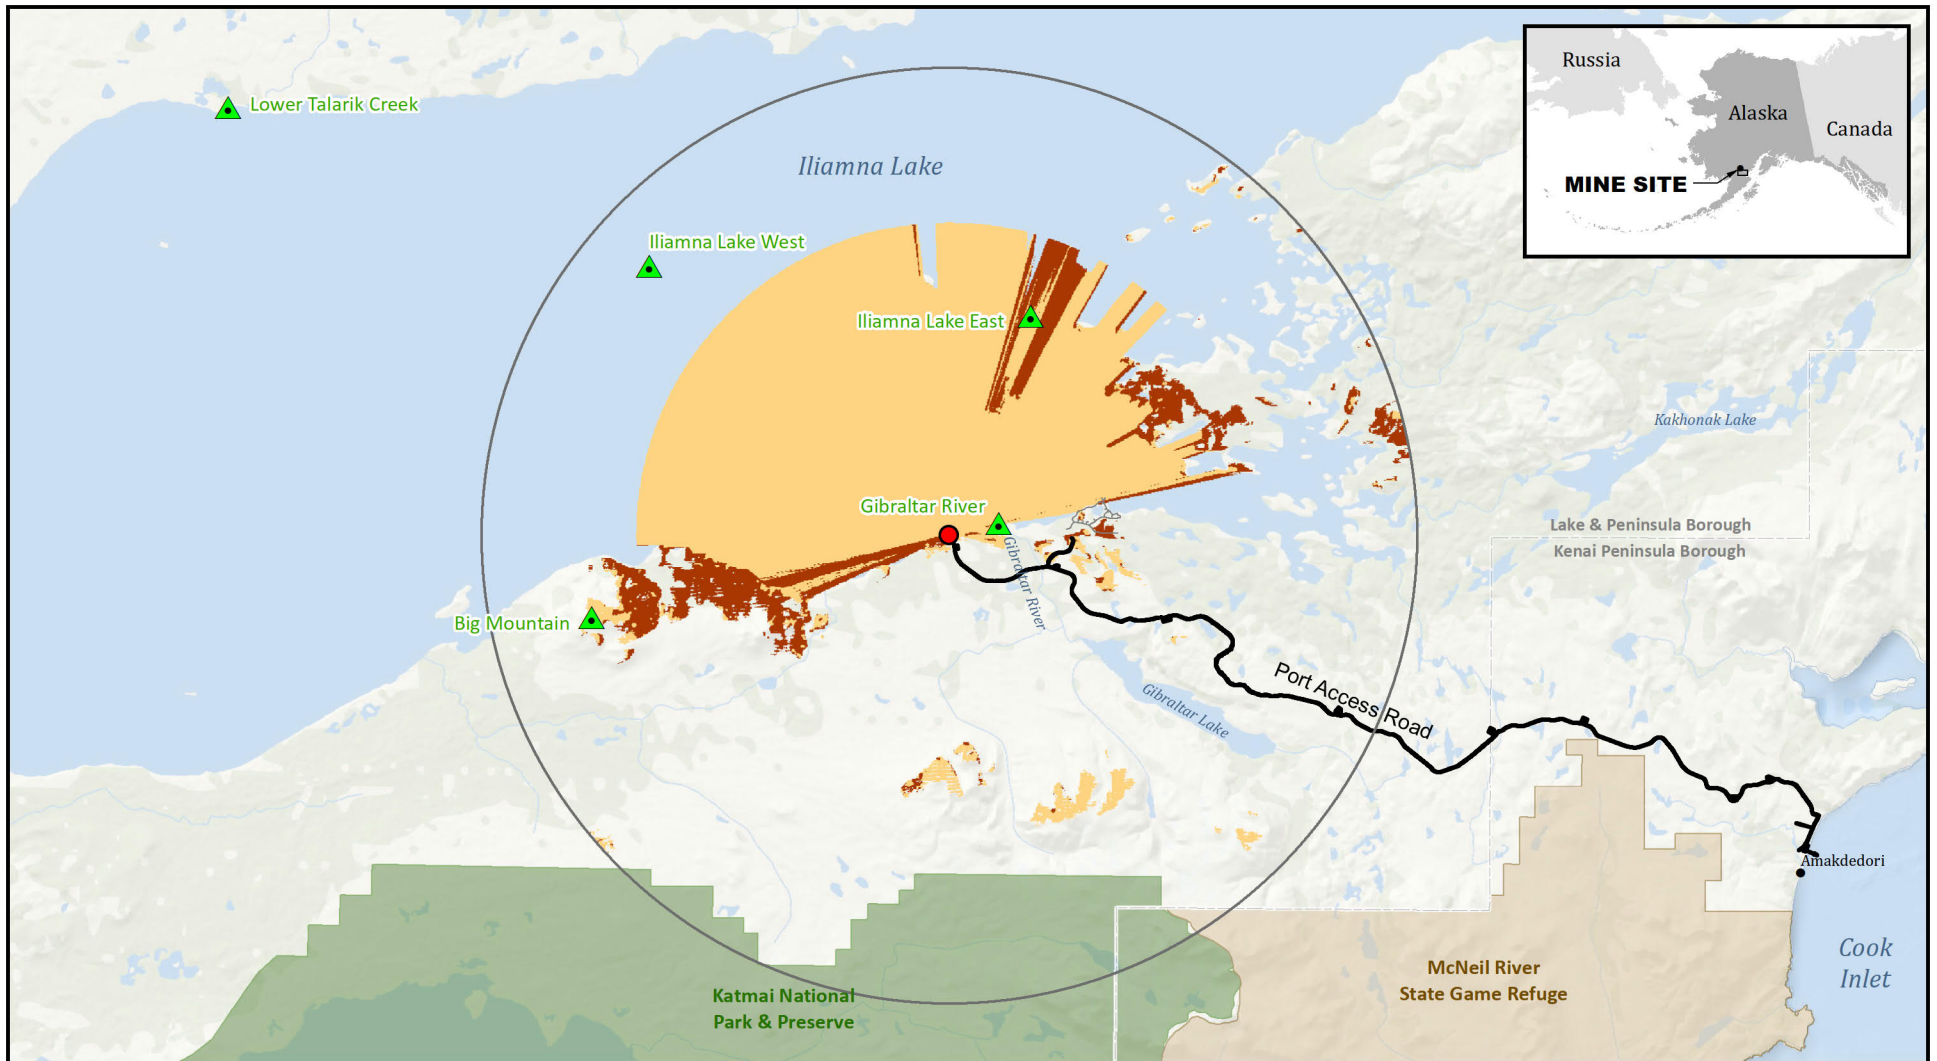 Russia
Alaska
Canada
MINE SITE
Lower Talarik Creek
Iliamna Lake
Iliamna Lake West
Iliamna Lake East
Kakhonak Lake
Gibraltar River
Lake & Peninsula Borough
Kenai Peninsula Borough
Gibraltar River
Big Mountain
Port Access Road
Gibraltar Lake
Amakdedori
Cook
Inlet
McNeil River
State Game Refuge
Katmai National
Park & Preserve